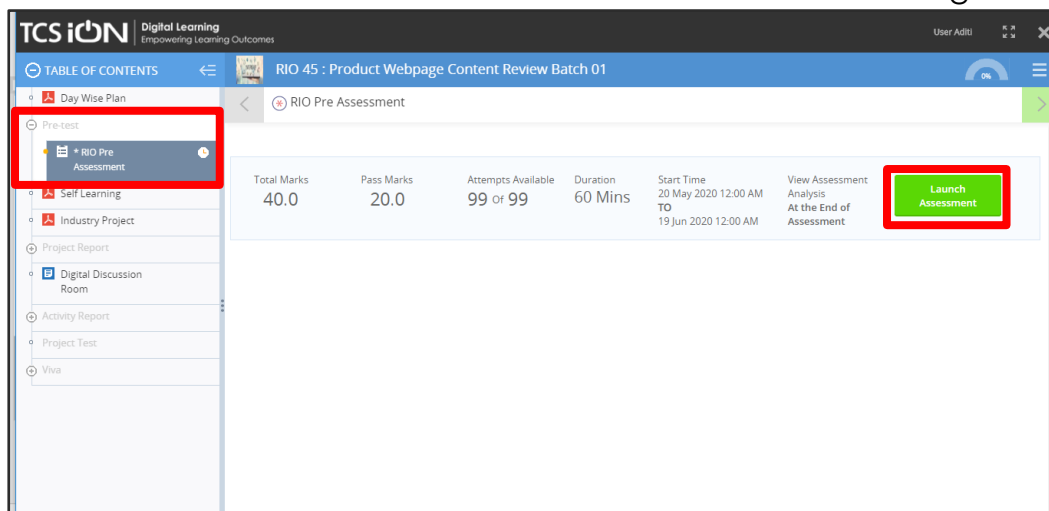 TCS iON
Digital Learning
Empowering Learning Outcomes
User Aditi
TABLE OF CONTENTS
RIO 45 : Product Webpage Content Review Batch 01
0%
Day Wise Plan
RIO Pre Assessment
Pre-test
* RIO Pre
Assessment
Self Learning
Industry Project
Project Report
Digital Discussion
Room
Activity Report
Project Test
Viva
Total Marks
40.0
Pass Marks
20.0
Attempts Available
99 Of 99
Duration
60 Mins
Start Time
20 May 2020 12:00 AM
TO
19 Jun 2020 12:00 AM
View Assessment
Analysis
At the End of
Assessment
Launch
Assessment